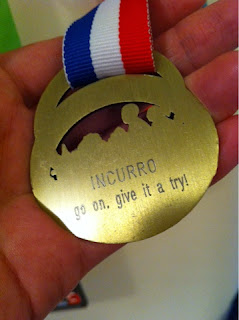 INCURRO
go on, give it a try!